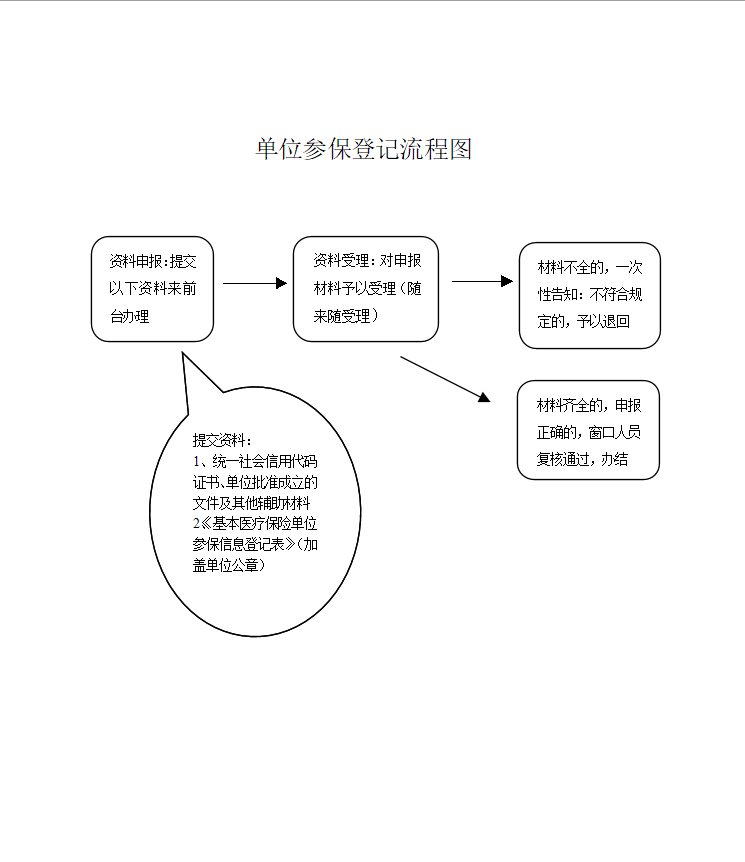 单位参保登记流程图
资料申报：提交
以下资料来前
台办理
资料受理：对申报
材料予以受理（随
来随受理）
材料不全的，一次
性告知：不符合规
定的，予以退回
材料齐全的，申报
正确的，窗口人员
复核通过，办结
提交资料：
1、统一社会信用代码
证书、单位批准成立的
文件及其他辅助材料
2《基本医疗保险单位
参保信息登记表》（加
盖单位公章）